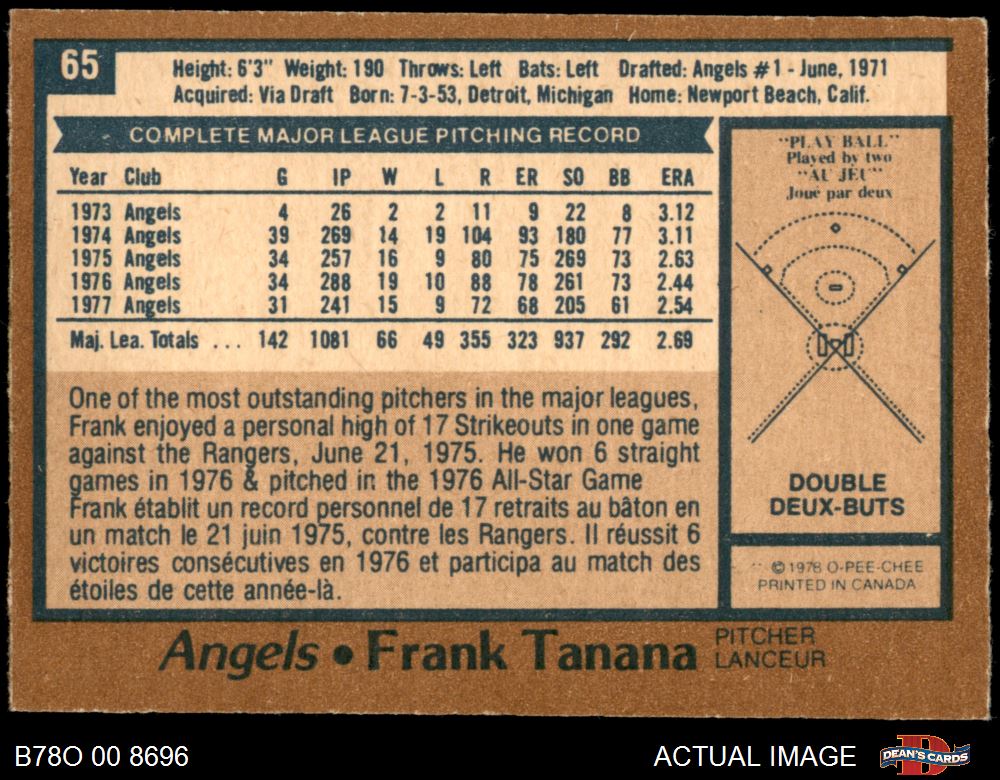 65
Height: 6'3" Weight: 190 Throws: Left Bats: Left Drafted: Angels #1 - June, 1971
Acquired: Via Draft Born: 7-3-53, Detroit, Michigan Home: Newport Beach, Calif.
COMPLETE MAJOR LEAGUE PITCHING RECORD
Year Club G IP W L R ER SO BB ERA
1973 Angels 4 26 2 2 11 9 22 8 3.12
1974 Angels 39 269 14 19 104 93 180 77 3.11
1975 Angels 34 257 16 9 80 75 269 73 2.63
1976 Angels 34 288 19 10 88 78 261 73 2.44
1977 Angels 31 241 15 9 72 68 205 61 2.54
Maj. Lea. Totals ... 142 1081 66 49 355 323 937 292 2.69
One of the most outstanding pitchers in the major leagues,
Frank enjoyed a personal high of 17 Strikeouts in one game
against the Rangers, June 21, 1975. He won 6 straight
games in 1976 & pitched in the 1976 All-Star Game
Frank établit un record personnel de 17 retraits au bâton en
un match le 21 juin 1975, contre les Rangers. Il réussit 6
victoires consécutives en 1976 et participa au match des
étoiles de cette année-là.
"PLAY BALL"
Played by two
"AU JEU"
Joué par deux
DOUBLE
DEUX-BUTS
© 1978 O-PEE-CHEE
PRINTED IN CANADA
Angels • Frank Tanana
PITCHER
LANCEUR
B78O 00 8696
ACTUAL IMAGE
DEAN'S CARDS